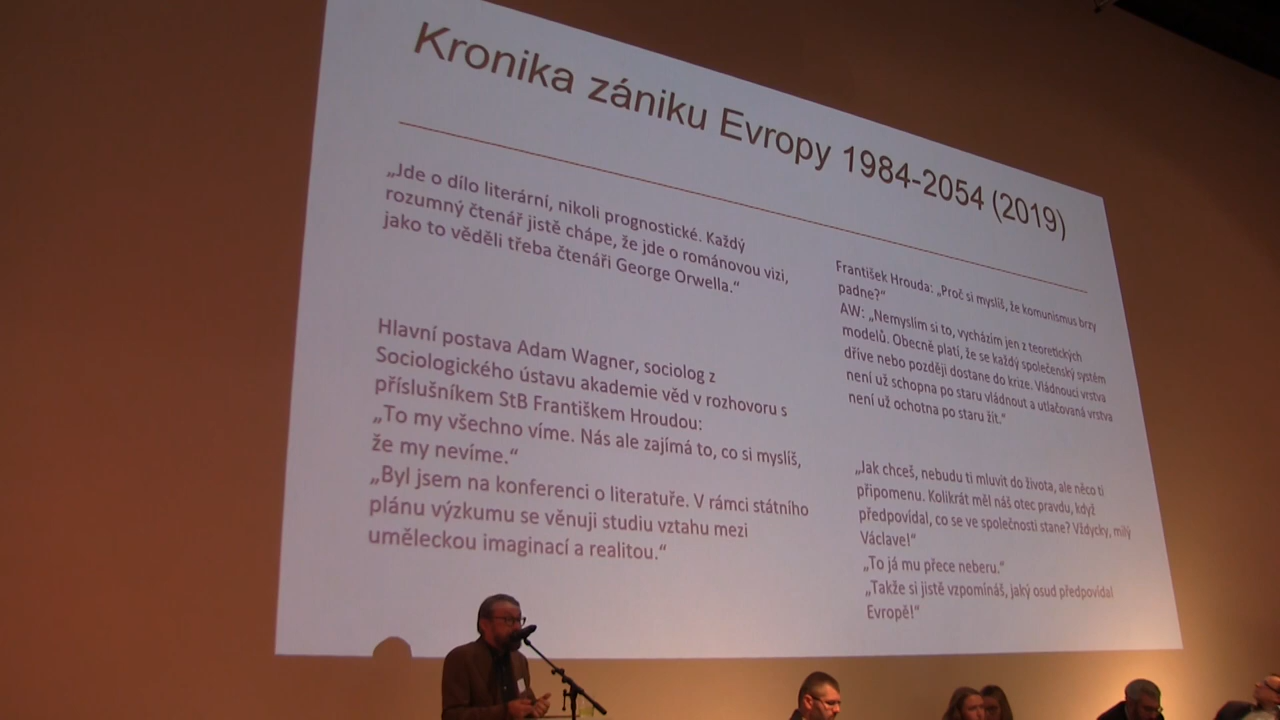 Kronika zániku Evropy 1984-2054 (2019)
„Jde o dílo literární, nikoli prognostické. Každý
rozumný čtenář jistě chápe, že jde o románovou vizi,
jako to věděli třeba čtenáři George Orwella.“
Hlavní postava Adam Wagner, sociolog z
Sociologického ústavu akademie věd v rozhovoru s
příslušníkem StB Františkem Hroudou:
„To my všechno víme. Nás ale zajímá to, co si myslíš,
že my nevíme.“
„Byl jsem na konferenci o literatuře. V rámci státního
plánu výzkumu se věnuji studiu vztahu mezi
uměleckou imaginací a realitou.“
František Hrouda: „Proč si myslíš, že komunismus brzy
padne?“
AW: „Nemyslím si to, vycházím jen z teoretických
modelů. Obecně platí, že se každý společenský systém
dříve nebo později dostane do krize. Vládnoucí vrstva
není už schopna po staru vládnout a utlačovaná vrstva
není už ochotna po staru žít.“
„Jak chceš, nebudu ti mluvit do života, ale něco ti
připomenu. Kolikrát měl náš otec pravdu, když
předpovídal, co se ve společnosti stane? Vždycky, milý
Václave!“
„To já mu přece neberu.“
„Takže si jistě vzpomínáš, jaký osud předpovídal
Evropě!“